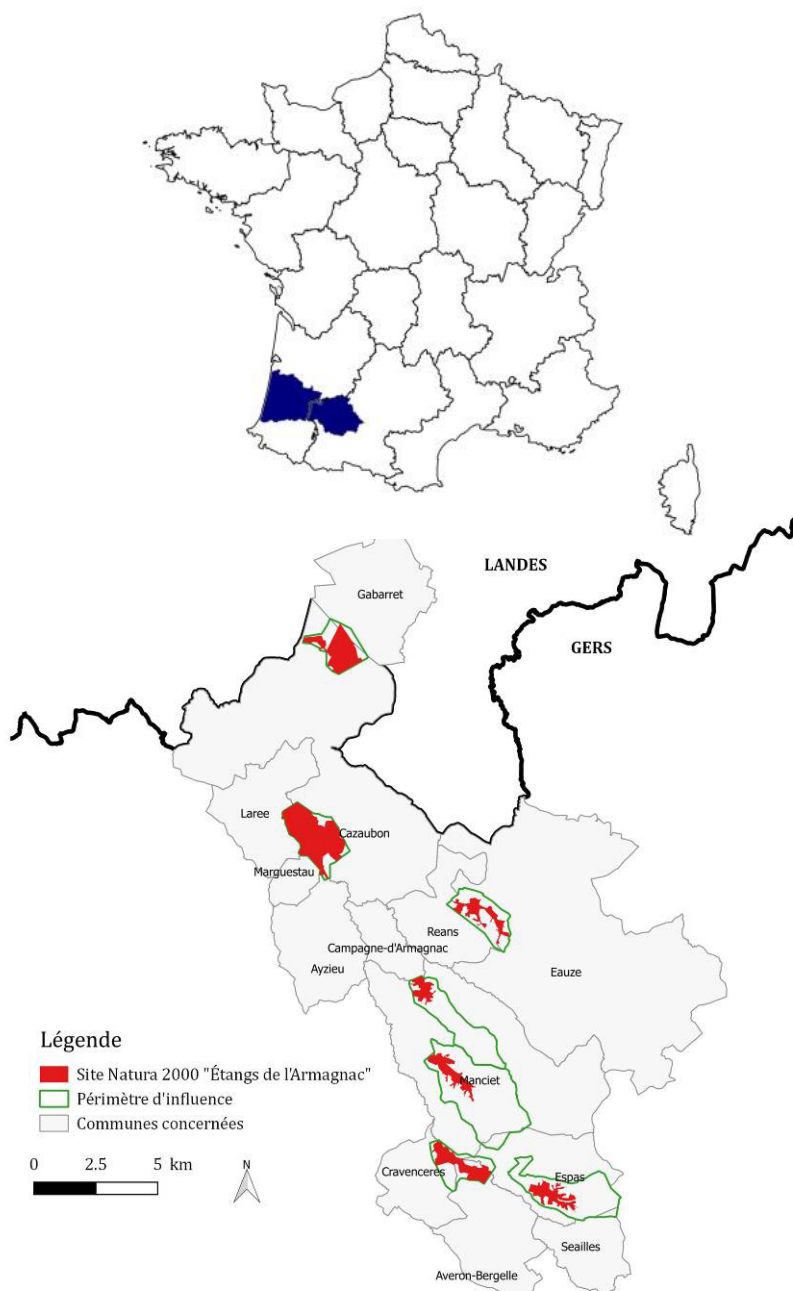 LANDES
Gabarret
GERS
Laree
Cazaubon
Marguestau
Reans
Campagne-d'Armagnac
Ayzieu
Eauze
Légende
Site Natura 2000 "Étangs de l'Armagnac"
Manciet
Périmètre d'influence
Communes concernées
0 2.5 5 km
N
Cravenceres
Espas
Seailles
Averon-Bergelle